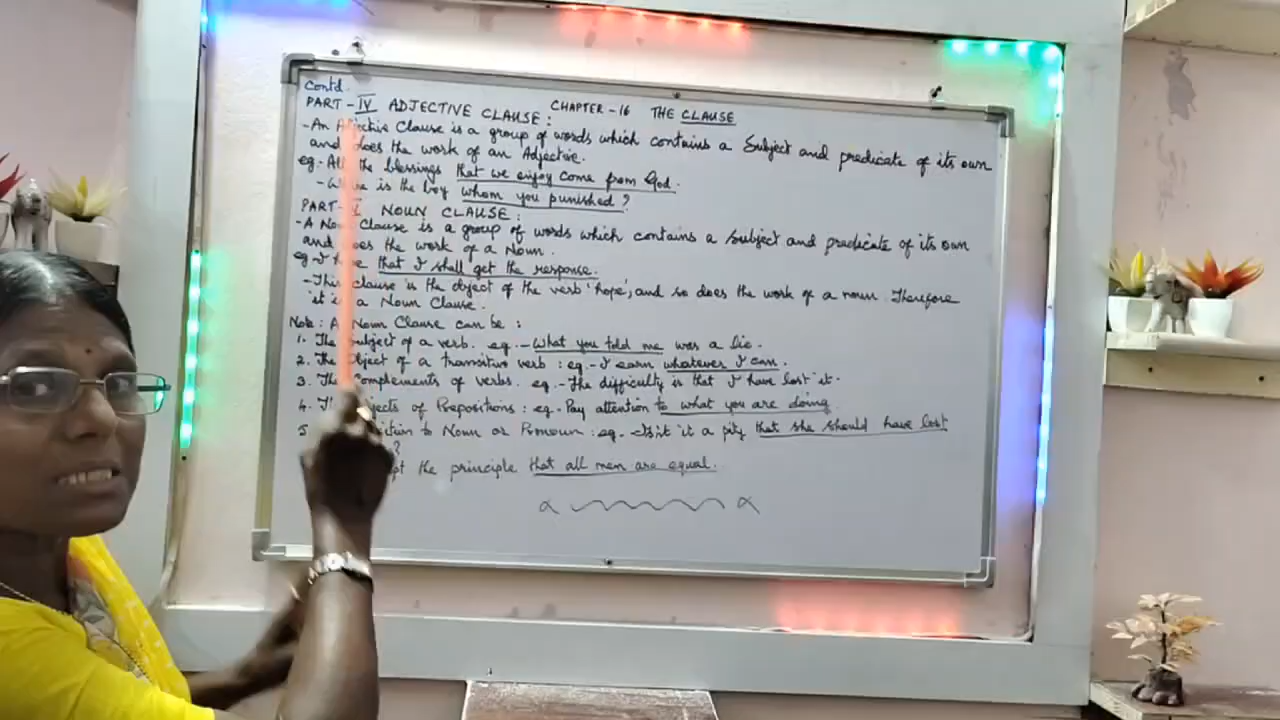 Contd.
PART-IV ADJECTIVE CLAUSE: CHAPTER-16 THE CLAUSE
-An Adjective Clause is a group of words which contains a Subject and predicate of its own
and does the work of an Adjective.
eg.- All the blessings that we enjoy come from God.
- Where is the boy whom you punished?
PART-V NOUN CLAUSE:
-A Noun Clause is a group of words which contains a subject and predicate of its own
and does the work of a Noun.
eg-I hope that I shall get the response.
-This clause is the object of the verb 'hope', and so does the work of a noun. Therefore
it is a Noun Clause.
Note: A Noun Clause can be:
1. The Subject of a verb. eg.-What you told me was a lie.
2. The Object of a transitive verb: eg.-I earn whatever I can.
3. The Complements of verbs. eg.-The difficulty is that I have lost it.
4. The Objects of Prepositions: eg.-Pay attention to what you are doing
5 to Noun or Pronoun: eg.- it a pity that she should have lost
?
the principle that all men are equal.